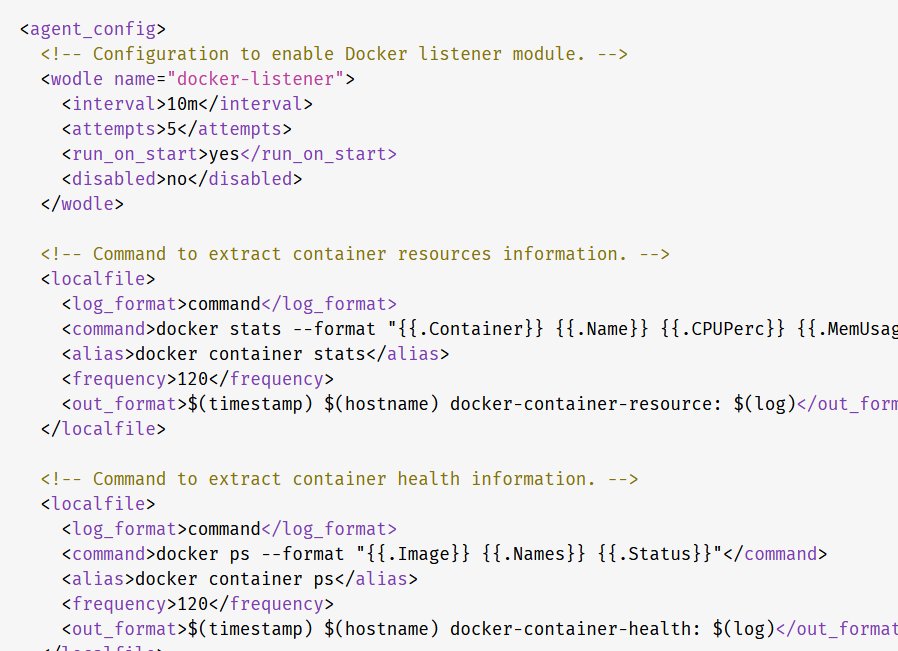 <agent_config>
<!-- Configuration to enable Docker listener module. -->
<wodle name="docker-listener">
<interval>10m</interval>
<attempts>5</attempts>
<run_on_start>yes</run_on_start>
<disabled>no</disabled>
</wodle>
<!-- Command to extract container resources information. -->
<localfile>
<log_format>command</log_format>
<command>docker stats --format "{{.Container}} {{.Name}} {{.CPUPerc}} {{.MemUsag
<alias>docker container stats</alias>
<frequency>120</frequency>
<out_format>$(timestamp) $(hostname) docker-container-resource: $(log)</out_form
</localfile>
<!-- Command to extract container health information. -->
<localfile>
<log_format>command</log_format>
<command>docker ps --format "{{.Image}} {{.Names}} {{.Status}}"</command>
<alias>docker container ps</alias>
<frequency>120</frequency>
<out_format>$(timestamp) $(hostname) docker-container-health: $(log)</out_format